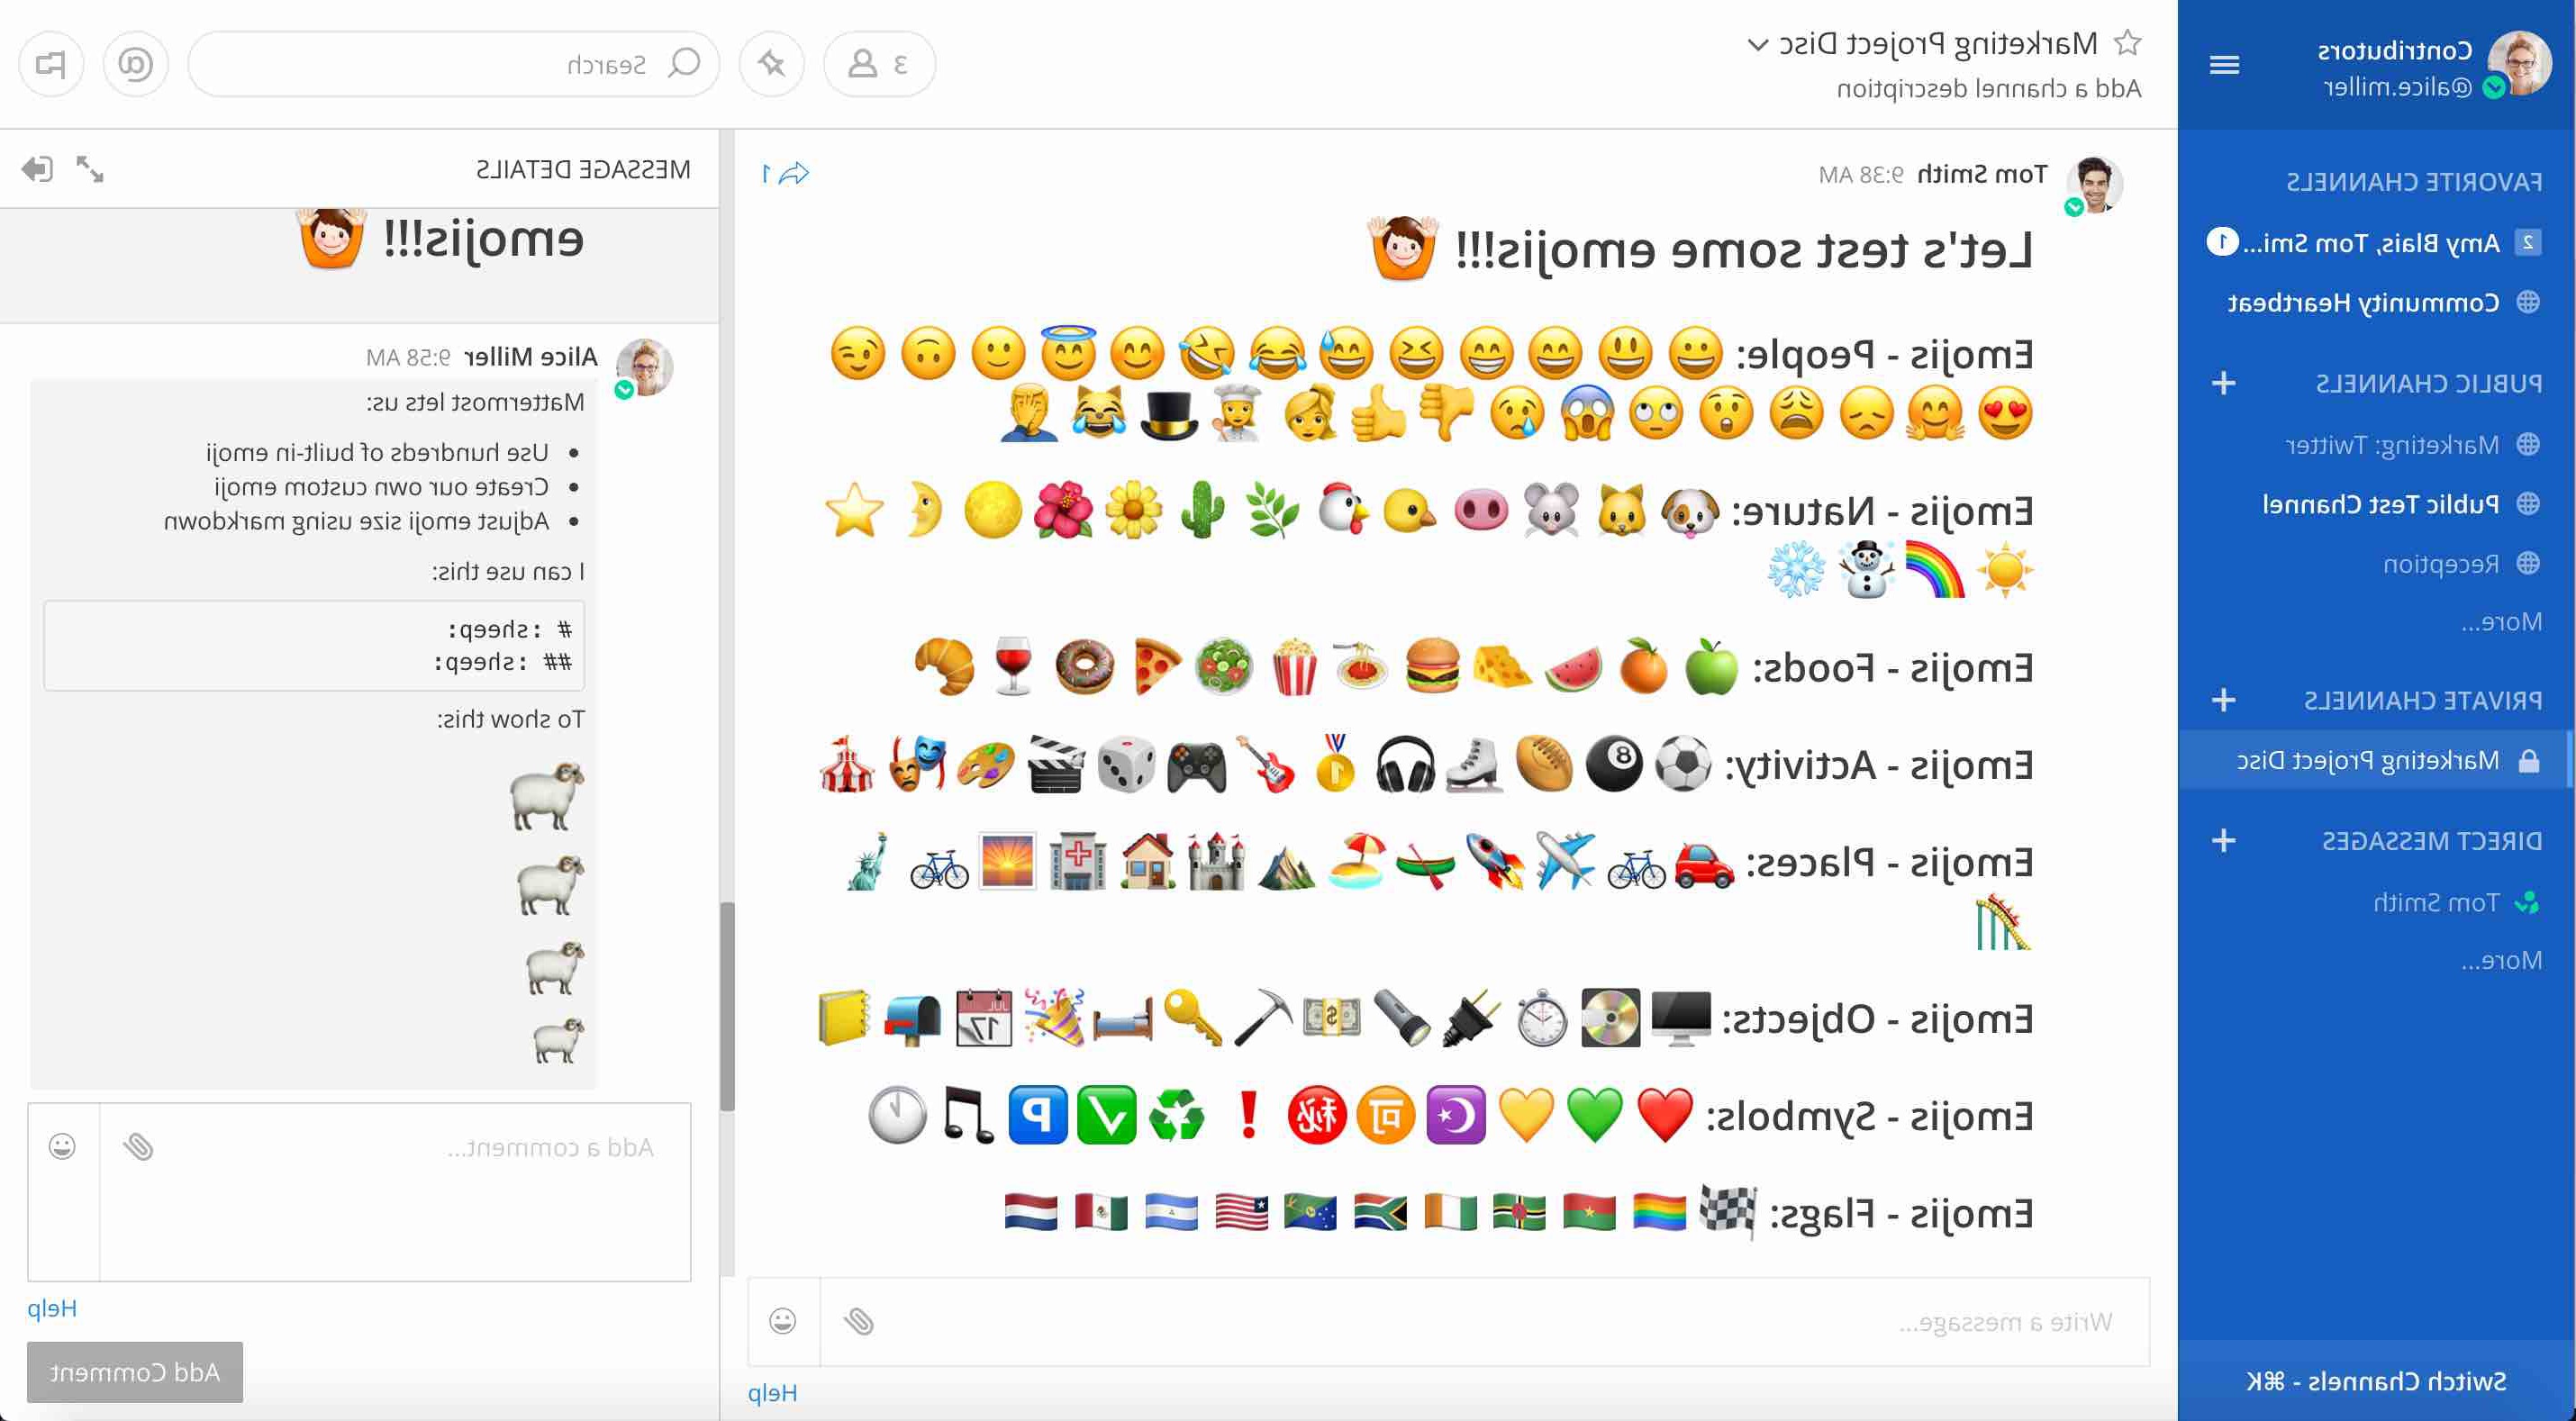 Contributors
@alice.miller
FAVORITE CHANNELS
2 Amy Blais, Tom Smi... 1
Community Heartbeat
PUBLIC CHANNELS +
Marketing: Twitter
Public Test Channel
Reception
More...
PRIVATE CHANNELS +
Marketing Project Disc
DIRECT MESSAGES +
Tom Smith
More...
Switch Channels - ⌘K
Marketing Project Disc
Add a channel description
3
Search
@
Tom Smith 9:38 AM
1
Let's test some emojis!!! 🙆‍♂️
Emojis - People: 😀 😃 😄 😁 😆 😅 😂 🤣 😊 😇 🙂 🙃 😉
😍 🤗 😞 😩 😲 🙄 😱 😢 👎 👍 👱‍♀️ 👩‍🍳 🎩 😹 🤦‍♂️
Emojis - Nature: 🐶 🐱 🐭 🐽 🐤 🐔 🌿 🌵 🌼 🌺 🌕 🌛 ⭐
☀️ 🌈 ☃️ ❄️
Emojis - Foods: 🍏 🍊 🍉 🧀 🍔 🍝 🍿 🥗 🍕 🍩 🍷 🥐
Emojis - Activity: ⚽ 🎱 🏉 ⛸️ 🎧 🥇 🎸 🎮 🎲 🎬 🎨 🎭 🎪
Emojis - Places: 🚗 🚲 ✈️ 🚀 🛶 🏖️ ⛰️ 🏰 🏠 🏥 🌅 🚲 🗽
🎢
Emojis - Objects: 🖥️ 💽 ⏱️ 🔌 🔦 💵 ⛏️ 🔑 🛏️ 🎉 📅 📪 📒
Emojis - Symbols: ❤️ 💚 💛 ☪️ 🉑 ㊙️ ❗ ♻️ ✅ 🅿️ 🎵 🕐
Emojis - Flags: 🏁 🏳️‍🌈 🇧🇫 🇩🇲 🇮🇪 🇿🇦 🇨🇽 🇱🇷 🇳🇮 🇲🇽 🇳🇱
Write a message...
Help
MESSAGE DETAILS
emojis!!! 🙆‍♂️
Alice Miller 9:58 AM
Mattermost lets us:
• Use hundreds of built-in emoji
• Create our own custom emoji
• Adjust emoji size using markdown
I can use this:
# :sheep:
## :sheep:
To show this:
🐑
🐑
🐑
🐑
Add a comment...
Help
Add Comment